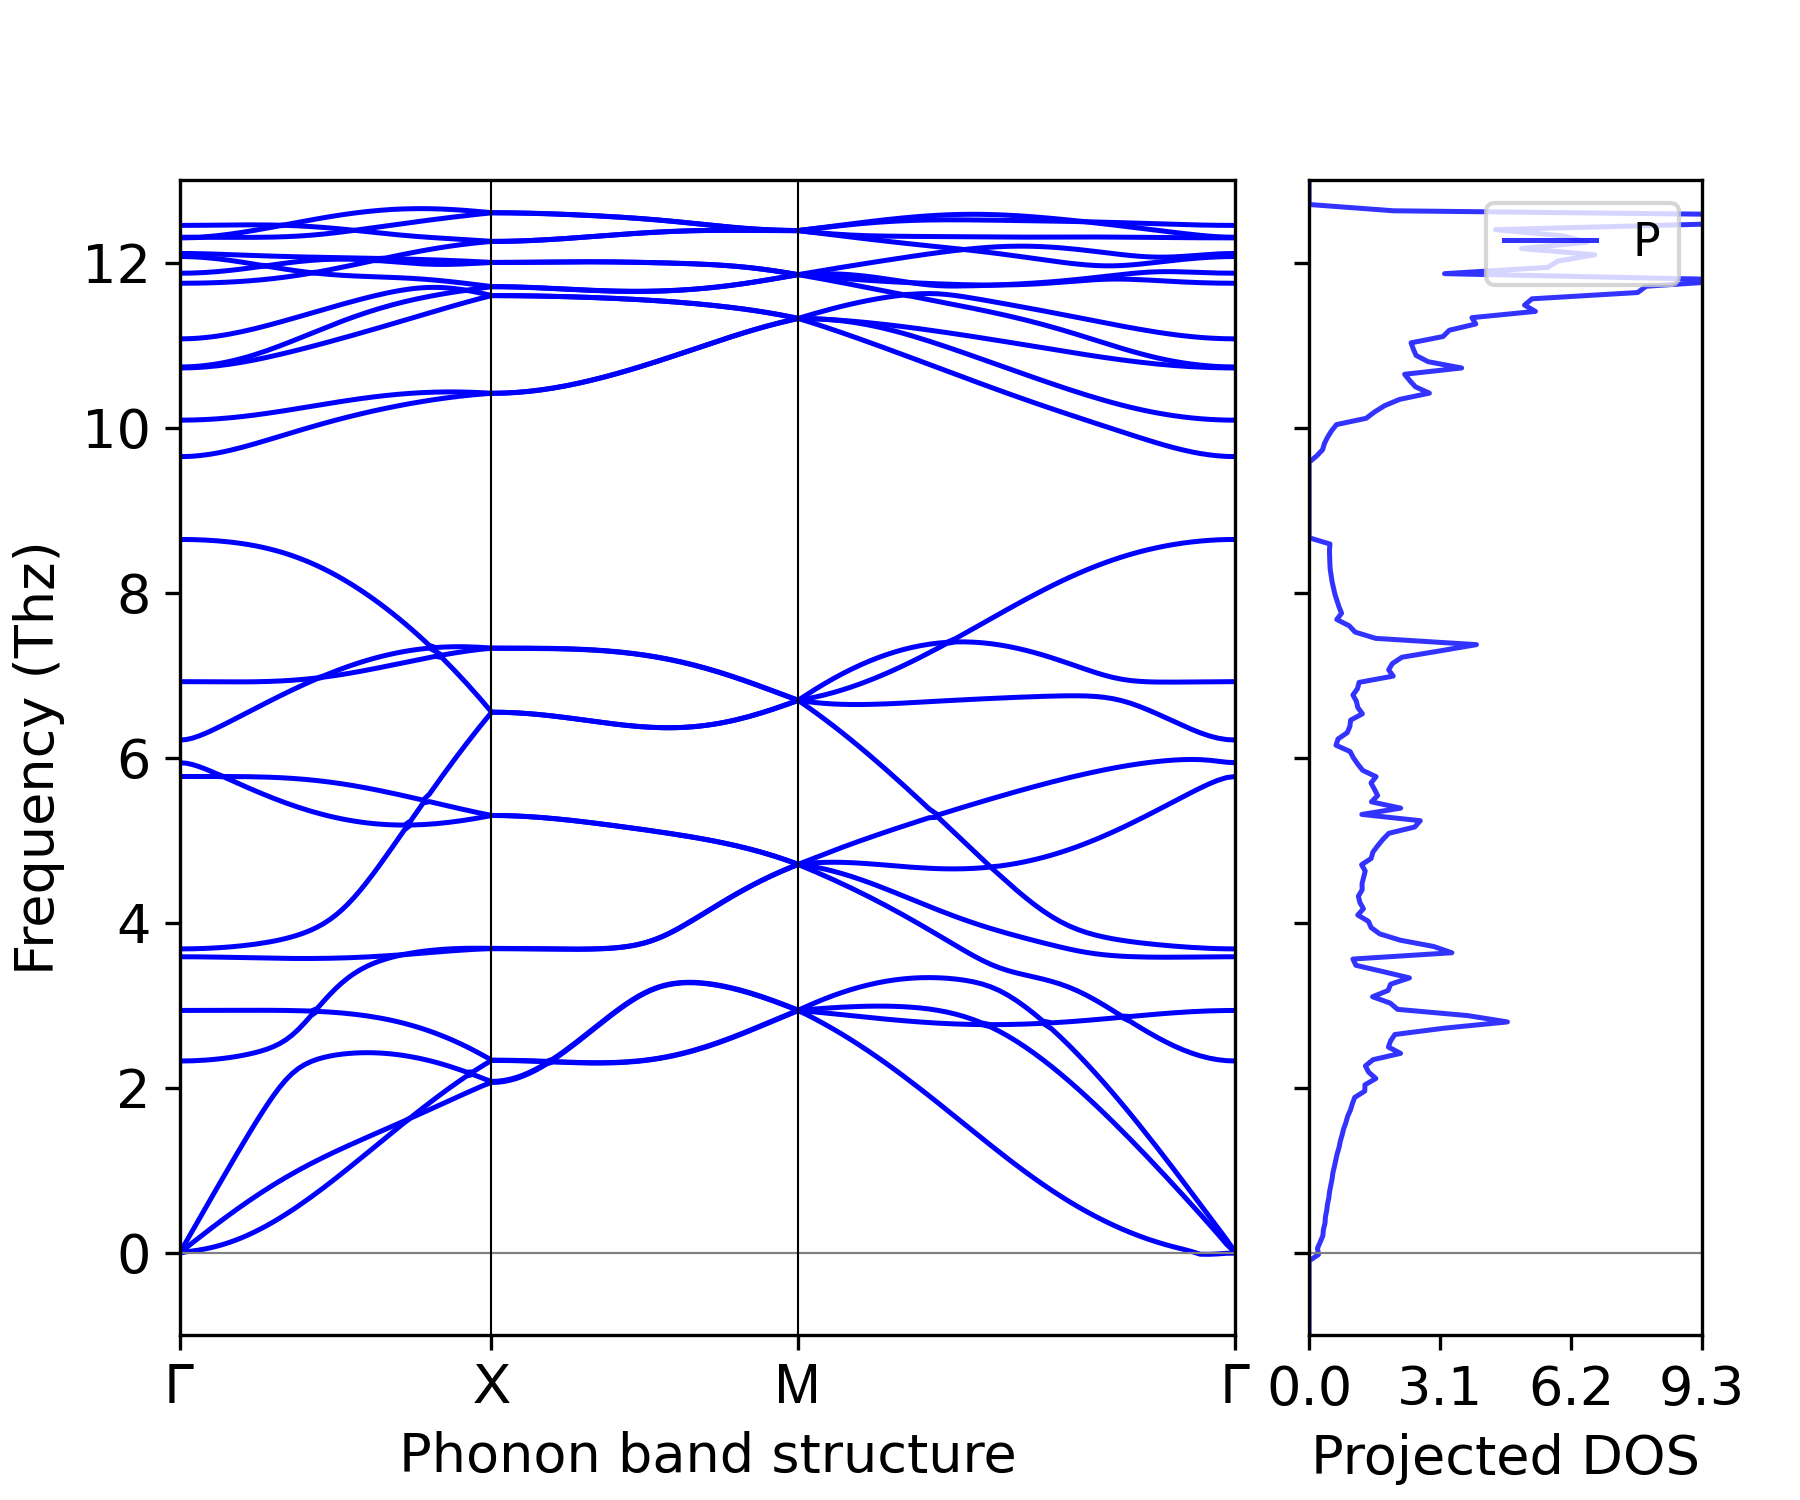 12
10
8
6
4
2
0
Frequency (Thz)
Γ X M Γ
Phonon band structure
P
0.0 3.1 6.2 9.3
Projected DOS